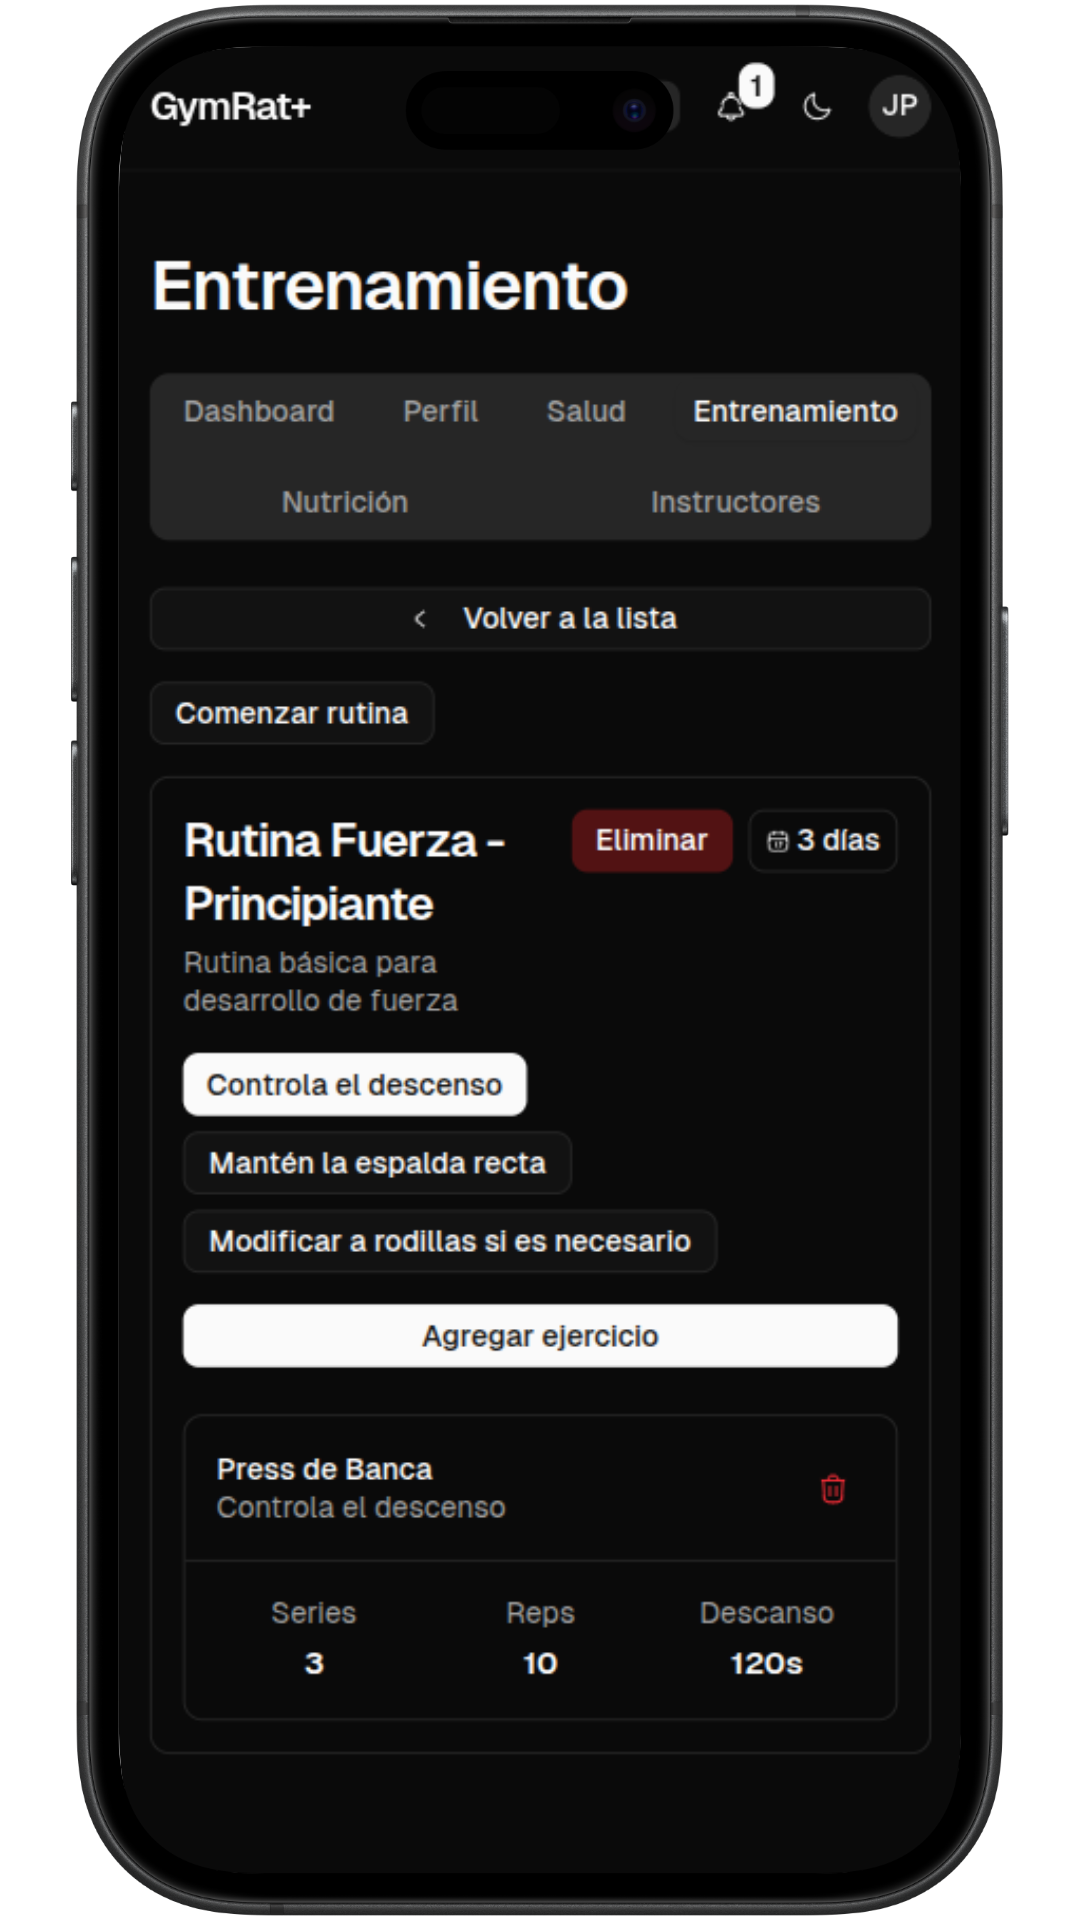 GymRat+
1
JP
Entrenamiento
Dashboard Perfil Salud Entrenamiento
Nutrición Instructores
Volver a la lista
Comenzar rutina
Rutina Fuerza -
Principiante
Eliminar
3 días
Rutina básica para
desarrollo de fuerza
Controla el descenso
Mantén la espalda recta
Modificar a rodillas si es necesario
Agregar ejercicio
Press de Banca
Controla el descenso
Series Reps Descanso
3 10 120s